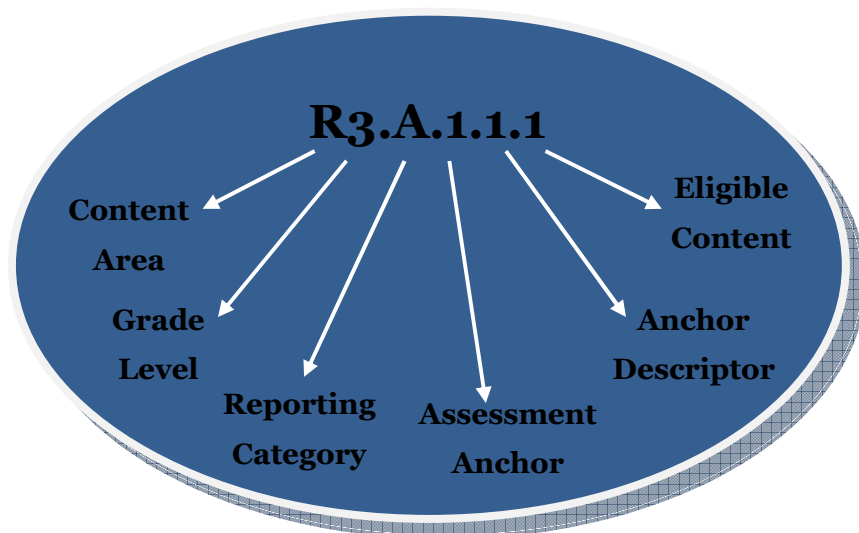 R3.A.1.1.1
Content
Area
Grade
Level
Reporting
Category
Assessment
Anchor
Anchor
Descriptor
Eligible
Content